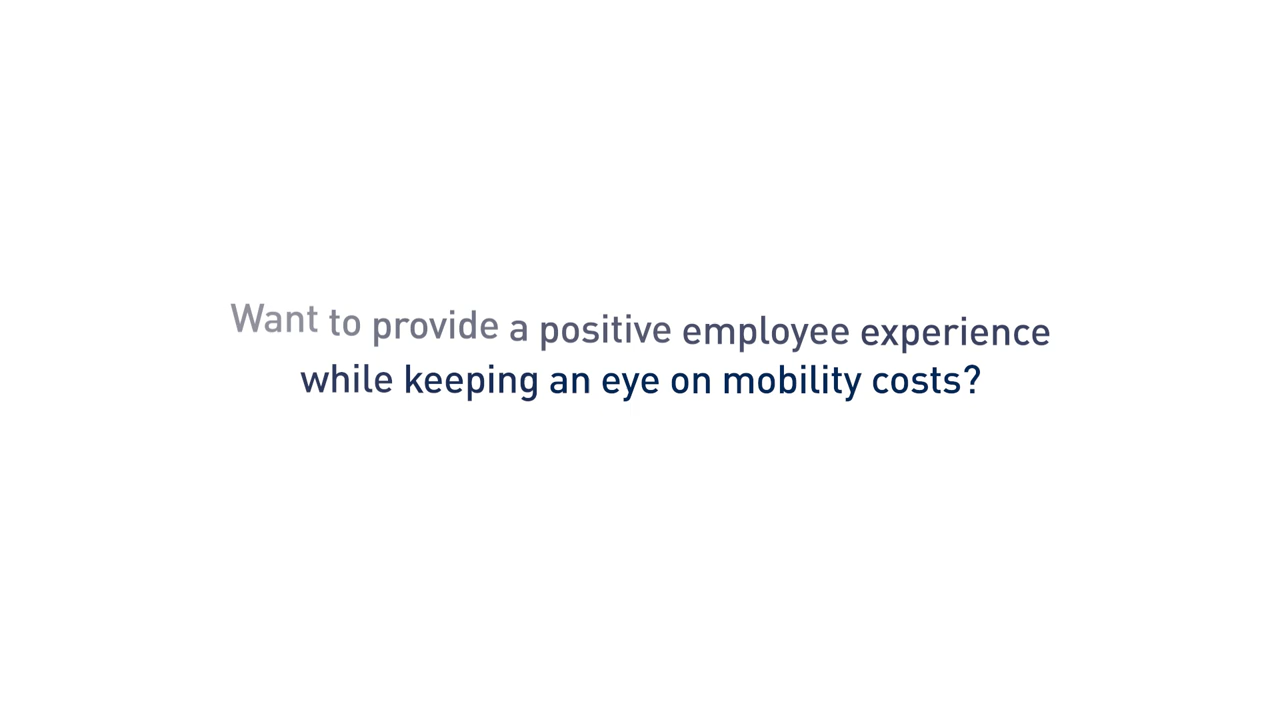 Want to provide a positive employee experience
while keeping an eye on mobility costs?